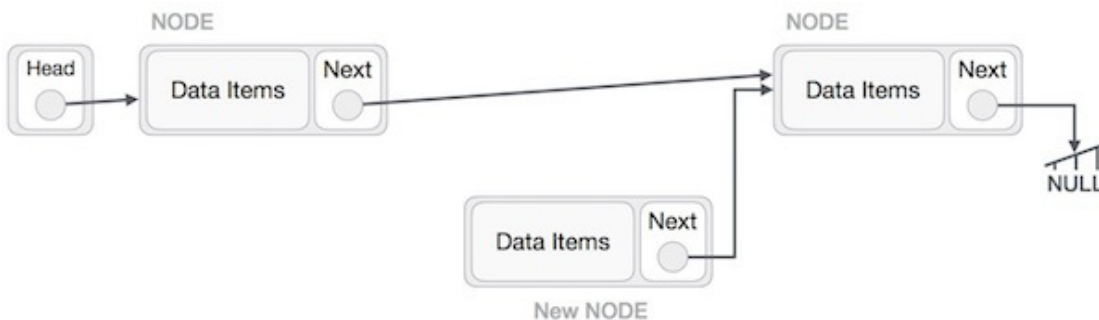 NODE
NODE
Head
Data Items
Next
Data Items
Next
NULL
Data Items
Next
New NODE